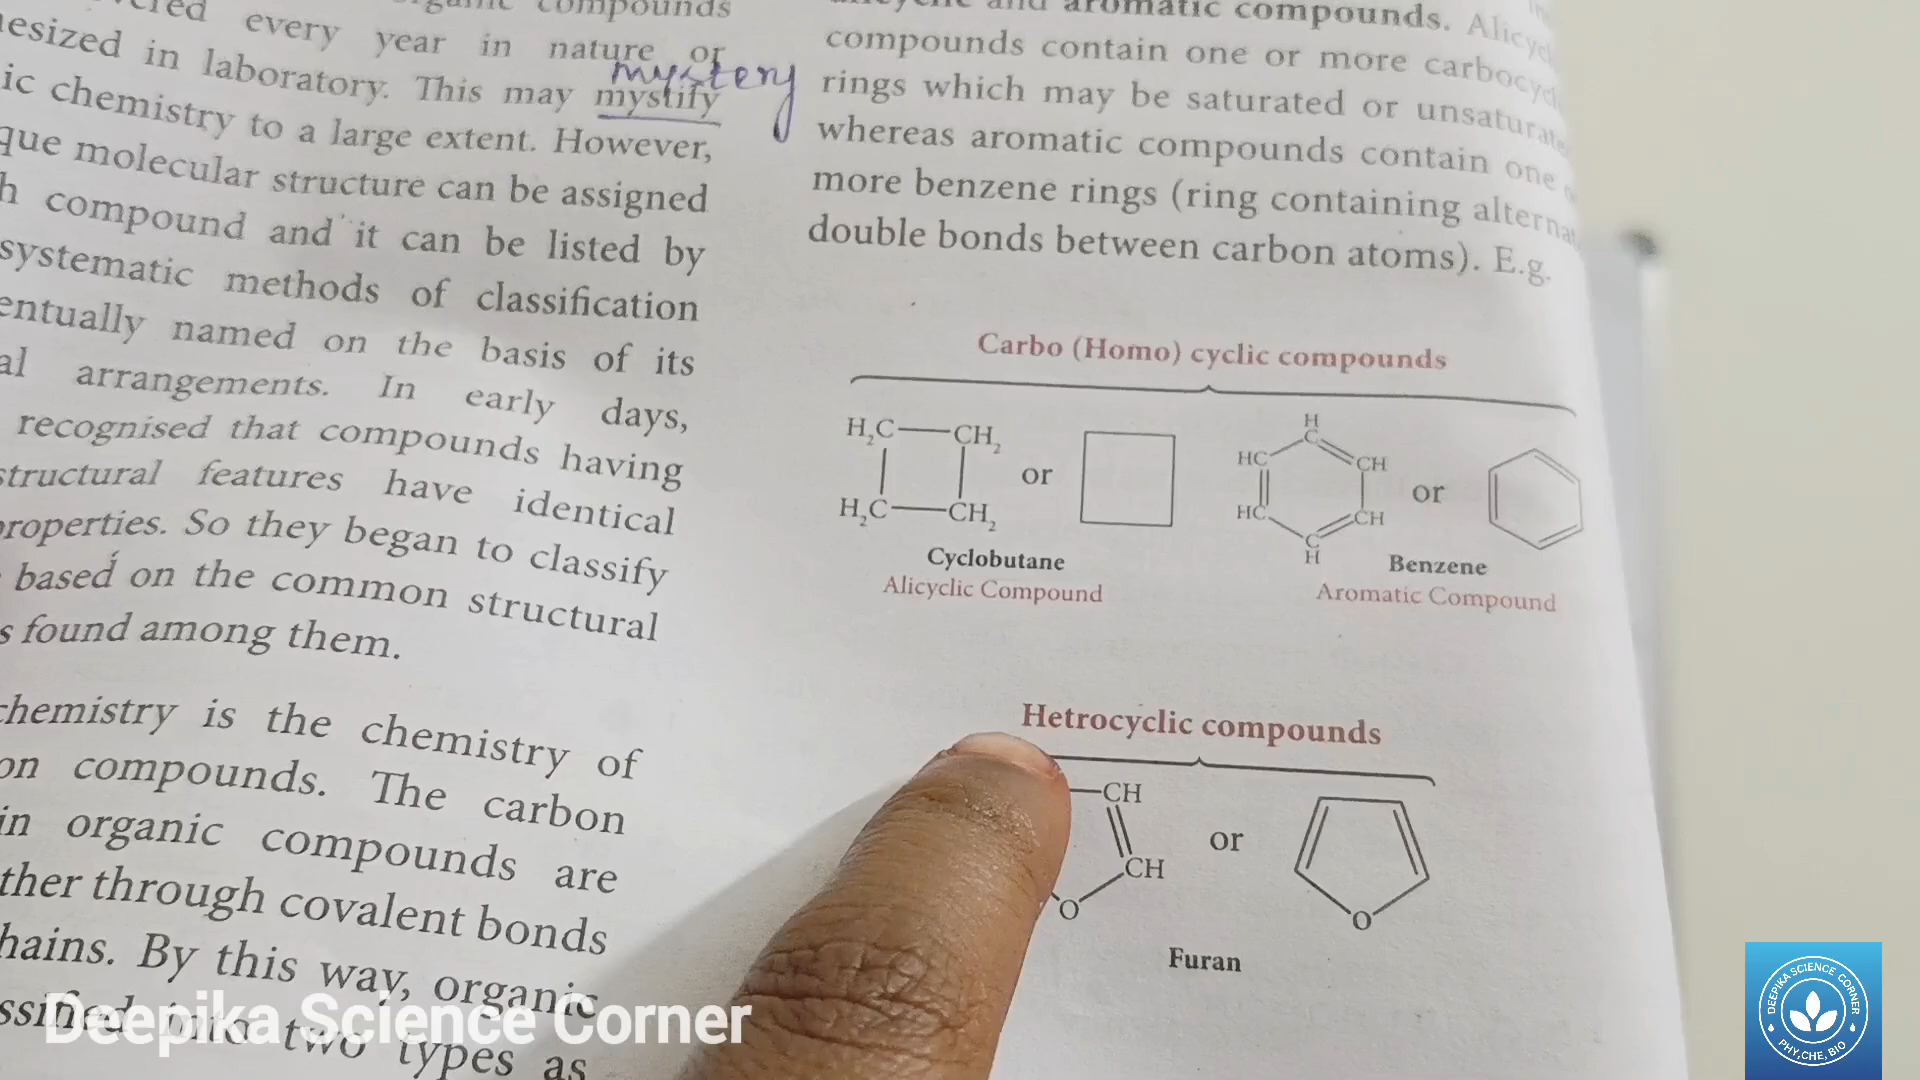 every year in nature or
mystery
in laboratory. This may mystify
ic chemistry to a large extent. However,
que molecular structure can be assigned
h compound and it can be listed by
systematic methods of classification
entually named on the basis of its
al arrangements. In early days,
recognised that compounds having
structural features have identical
properties. So they began to classify
based on the common structural
s found among them.
chemistry is the chemistry of
on compounds. The carbon
in organic compounds are
ther through covalent bonds
hains. By this way, organic
ssified into two types as
and aromatic compounds. Alicycl
compounds contain one or more carbocycl
rings which may be saturated or unsaturate
whereas aromatic compounds contain one
more benzene rings (ring containing alternat
double bonds between carbon atoms). E.g.
Carbo (Homo) cyclic compounds
H₂C CH₂
H₂C CH₂
or
H
C
HC CH
HC CH
C
H
or
Cyclobutane
Alicyclic Compound
Benzene
Aromatic Compound
Hetrocyclic compounds
CH
CH
O
or
O
Furan
Deepika Science Corner
DEEPIKA SCIENCE CORNER
PHY,CHE, BIO